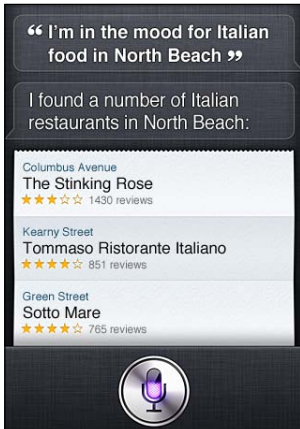 “ I’m in the mood for Italian
food in North Beach ”
I found a number of Italian
restaurants in North Beach:
Columbus Avenue
The Stinking Rose
1430 reviews
Kearny Street
Tommaso Ristorante Italiano
851 reviews
Green Street
Sotto Mare
765 reviews